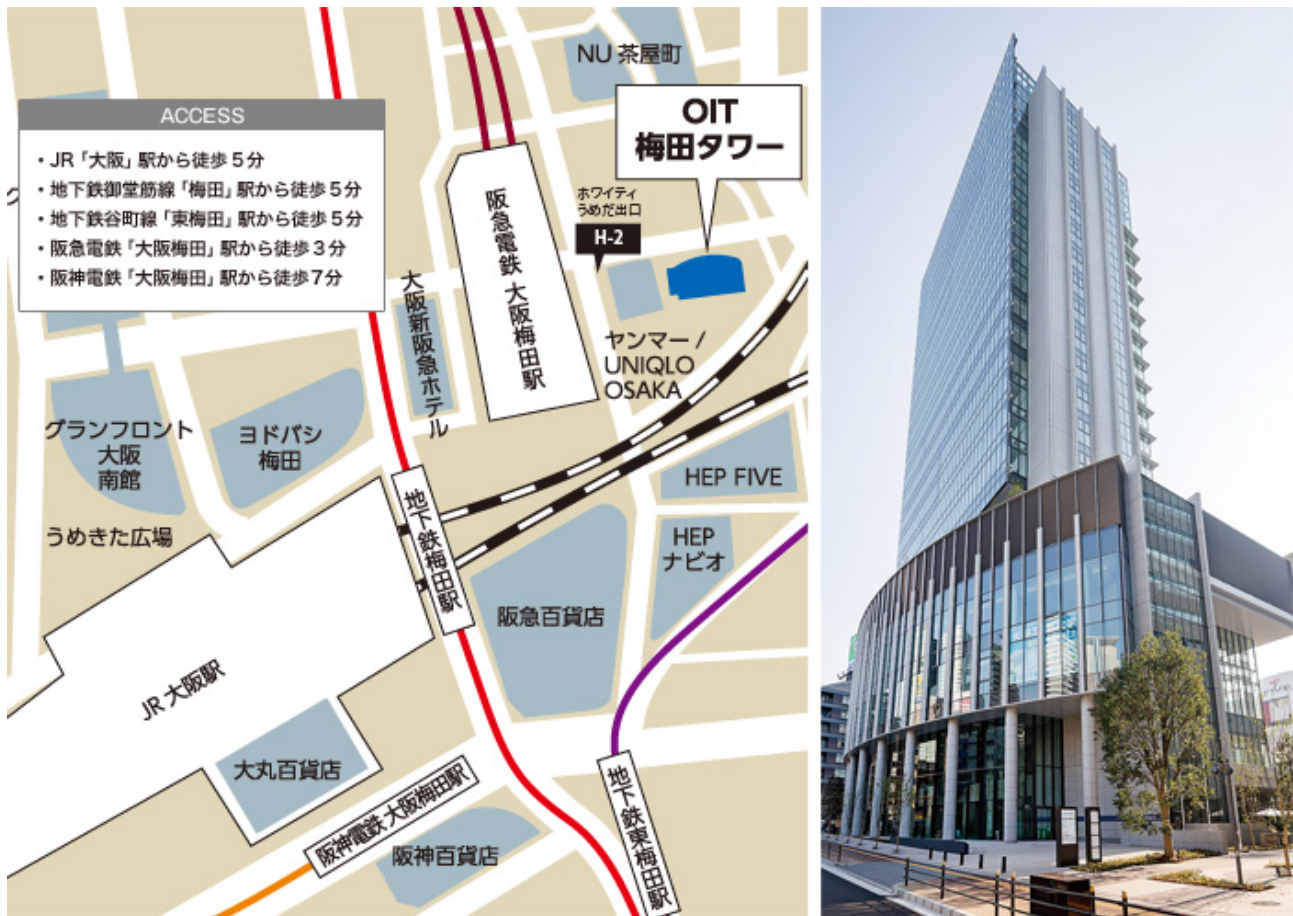 ACCESS
・JR「大阪」駅から徒歩5分
・地下鉄御堂筋線「梅田」駅から徒歩5分
・地下鉄谷町線「東梅田」駅から徒歩5分
・阪急電鉄「大阪梅田」駅から徒歩3分
・阪神電鉄「大阪梅田」駅から徒歩7分
NU 茶屋町
OIT
梅田タワー
ホワイティ
うめだ出口
H-2
阪急電鉄 大阪梅田駅
大阪新阪急ホテル
ヤンマー /
UNIQLO
OSAKA
グランフロント
大阪
南館
ヨドバシ
梅田
うめきた広場
地下鉄梅田駅
HEP FIVE
HEP
ナビオ
阪急百貨店
JR 大阪駅
大丸百貨店
阪神電鉄 大阪梅田駅
阪神百貨店
地下鉄東梅田駅